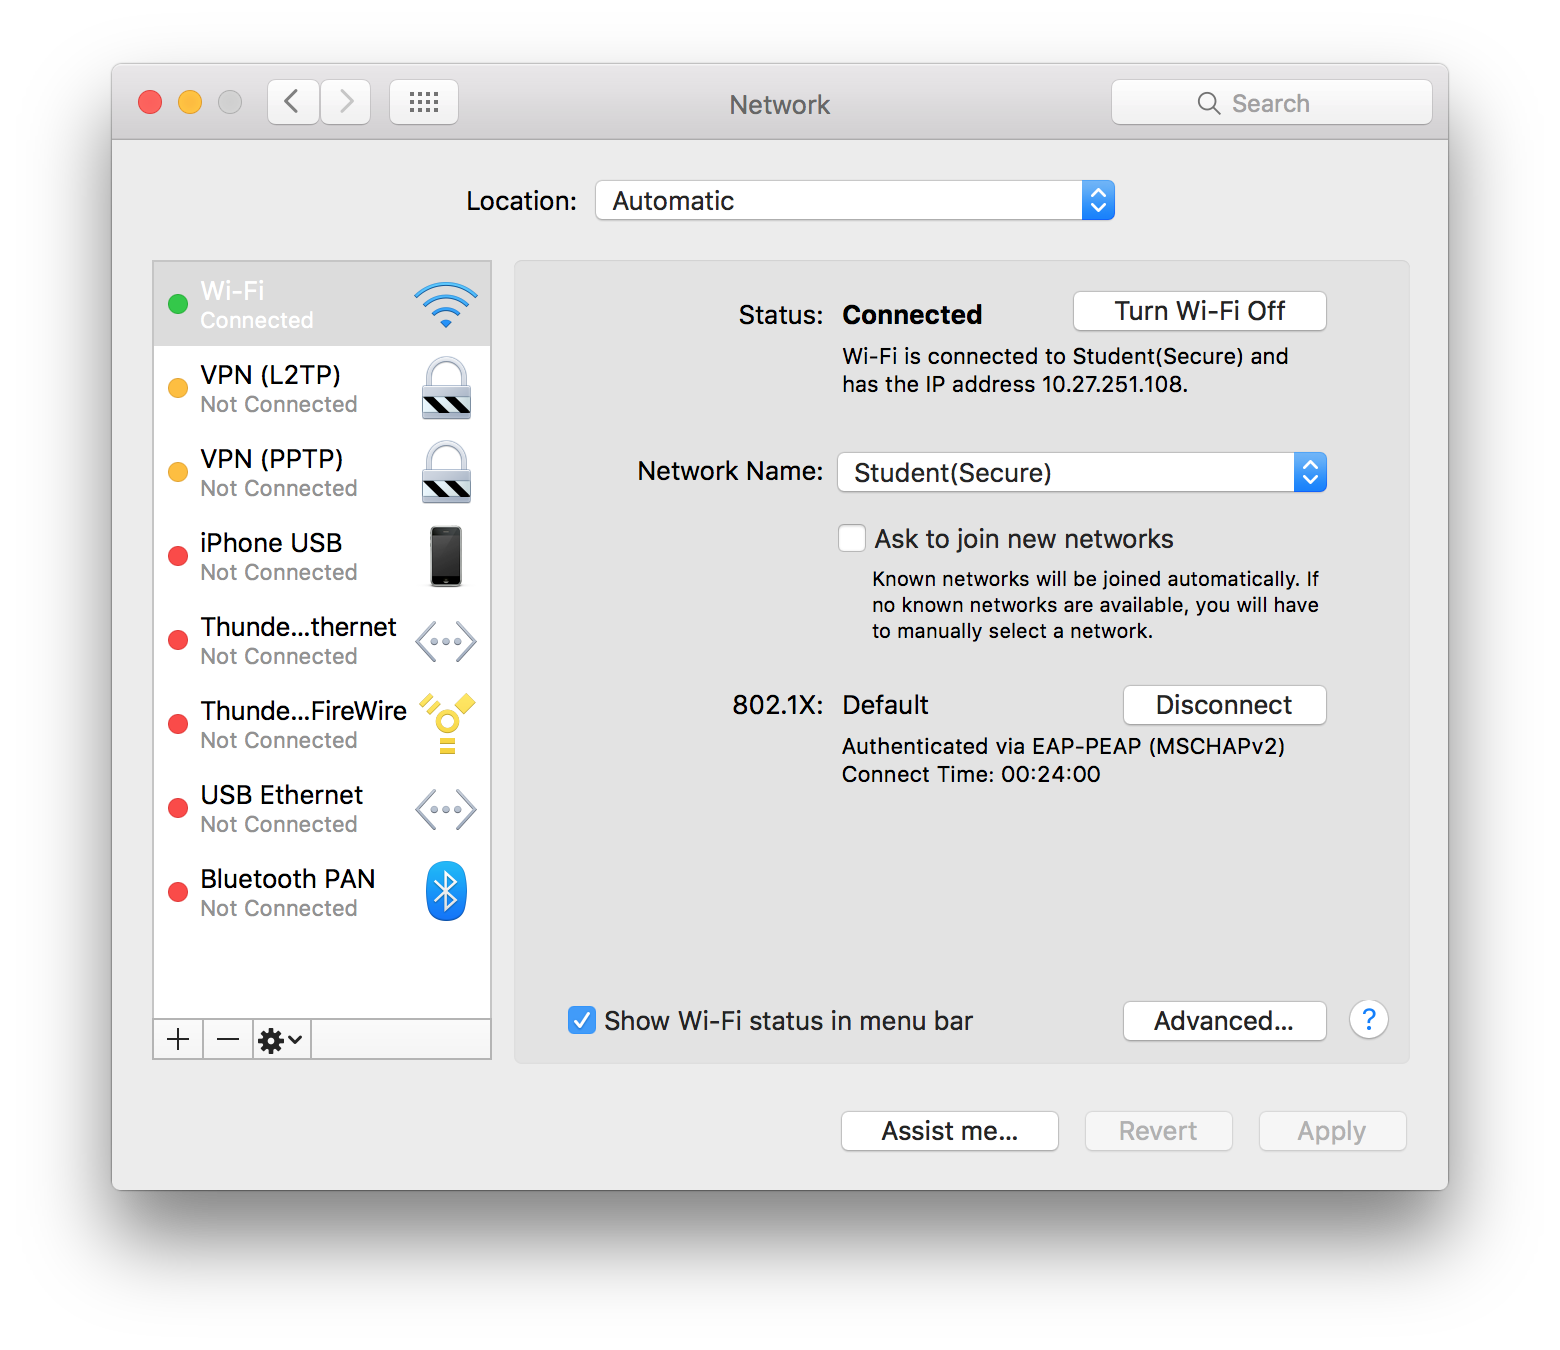 Network
Search
Location: Automatic
Wi-Fi
Connected
VPN (L2TP)
Not Connected
VPN (PPTP)
Not Connected
iPhone USB
Not Connected
Thunde...thernet
Not Connected
Thunde...FireWire
Not Connected
USB Ethernet
Not Connected
Bluetooth PAN
Not Connected
Status: Connected
Turn Wi-Fi Off
Wi-Fi is connected to Student(Secure) and
has the IP address 10.27.251.108.
Network Name: Student(Secure)
Ask to join new networks
Known networks will be joined automatically. If
no known networks are available, you will have
to manually select a network.
802.1X: Default
Disconnect
Authenticated via EAP-PEAP (MSCHAPv2)
Connect Time: 00:24:00
Show Wi-Fi status in menu bar
Advanced...
?
Assist me...
Revert
Apply